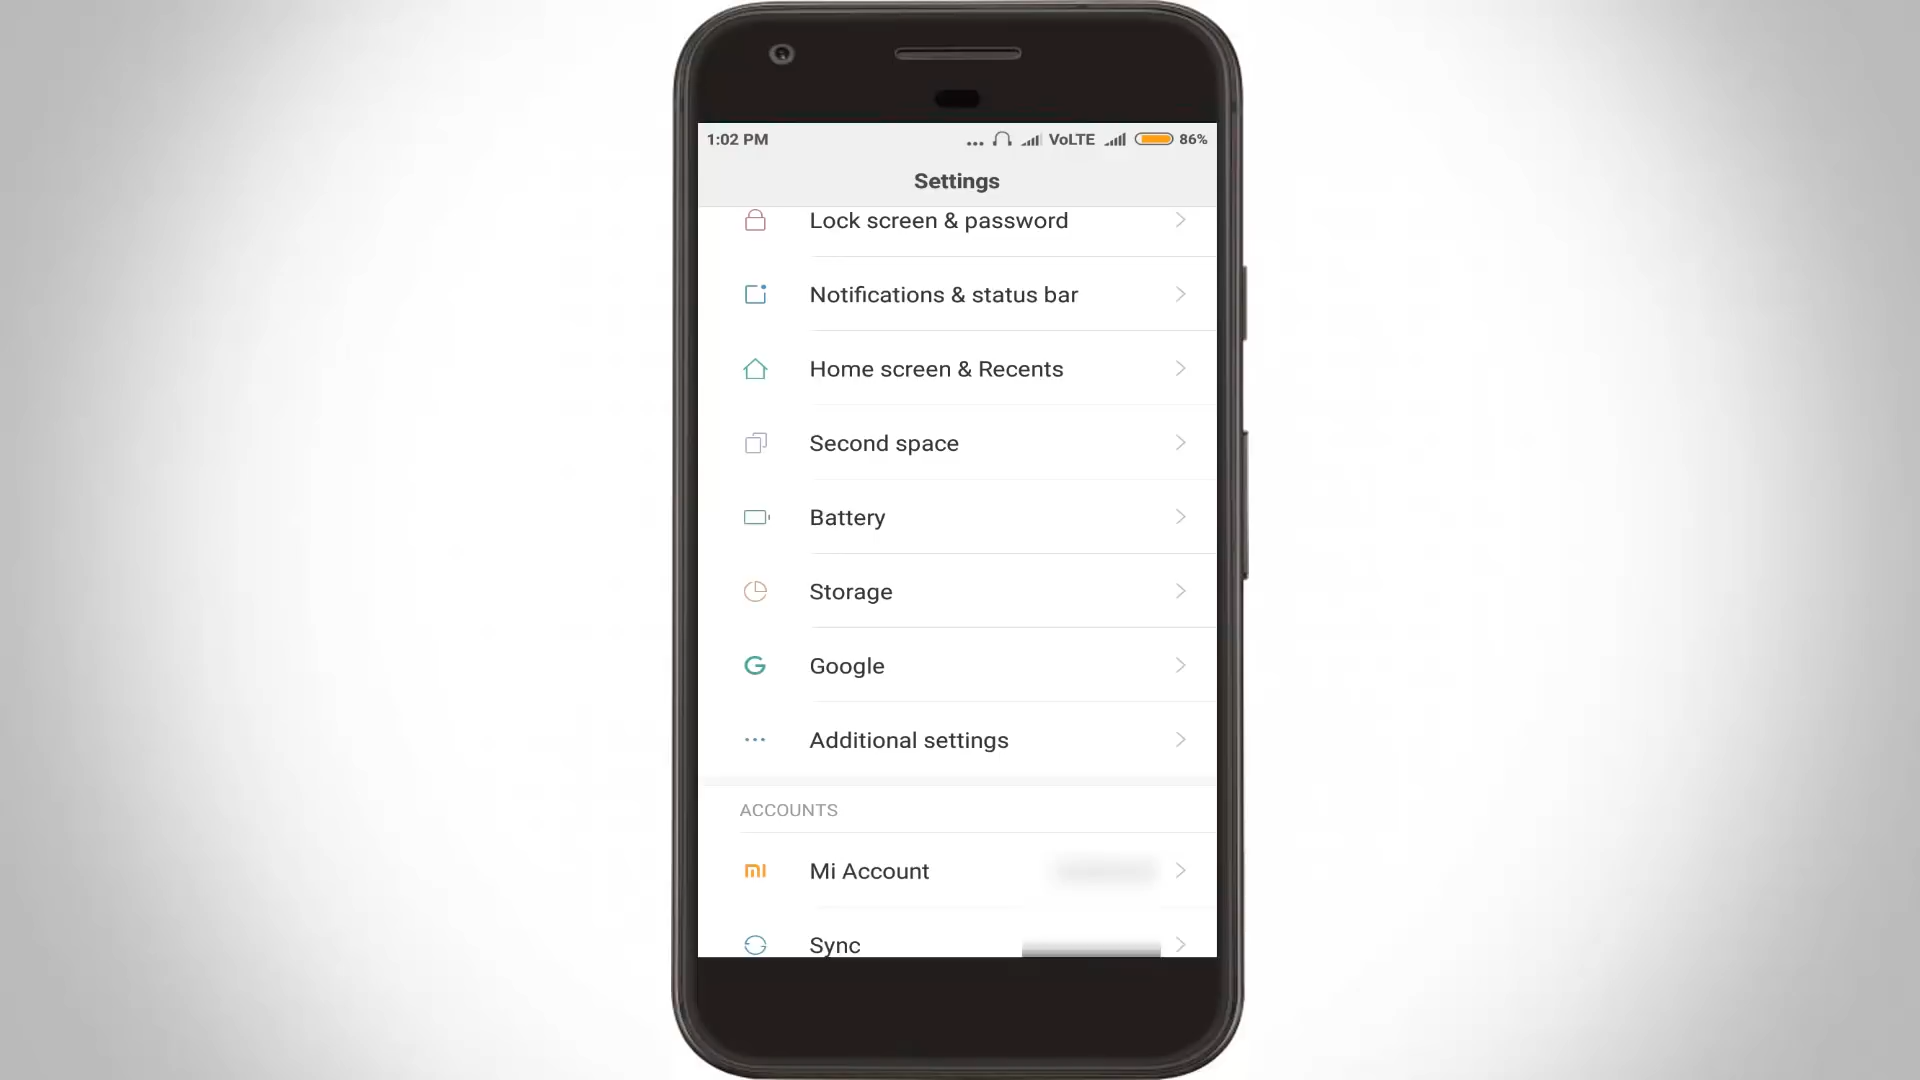 1:02 PM
... VoLTE 86%
Settings
Lock screen & password
Notifications & status bar
Home screen & Recents
Second space
Battery
Storage
Google
Additional settings
ACCOUNTS
Mi Account
Sync